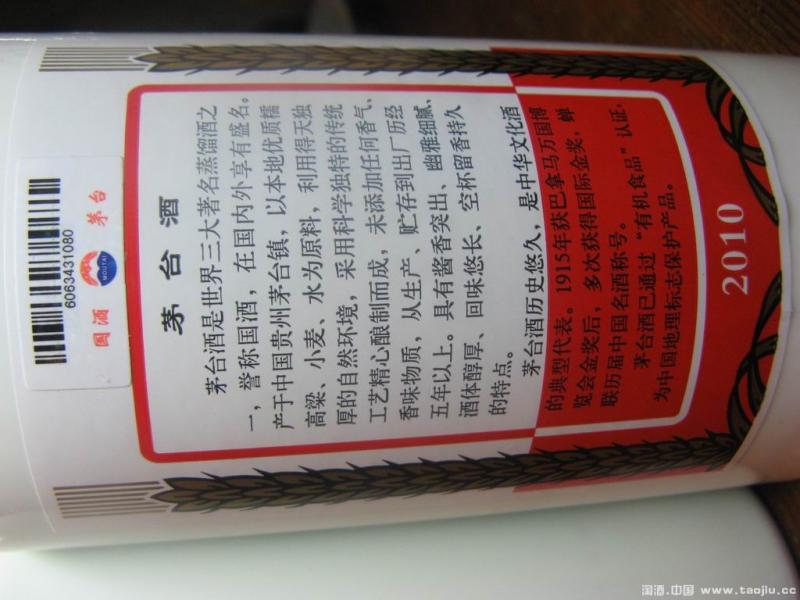 6063431080
国酒 茅台
MOUTAI
茅台酒
茅台酒是世界三大著名蒸馏酒之
一，誉称国酒，在国内外享有盛名。
产于中国贵州茅台镇，以本地优质糯
高粱、小麦、水为原料，利用得天独
厚的自然环境，采用科学独特的传统
工艺精心酿制而成，未添加任何香气、
香味物质，从生产、贮存到出厂历经
五年以上。具有酱香突出、幽雅细腻、
酒体醇厚、回味悠长、空杯留香持久
的特点。
茅台酒历史悠久，是中华文化酒
的典型代表。1915年获巴拿马万国博
览会金奖后，多次获得国际金奖，蝉
联历届中国名酒称号。
茅台酒已通过“有机食品”认证，
为中国地理标志保护产品。
2010
淘酒.中国 www.taojiu.cc